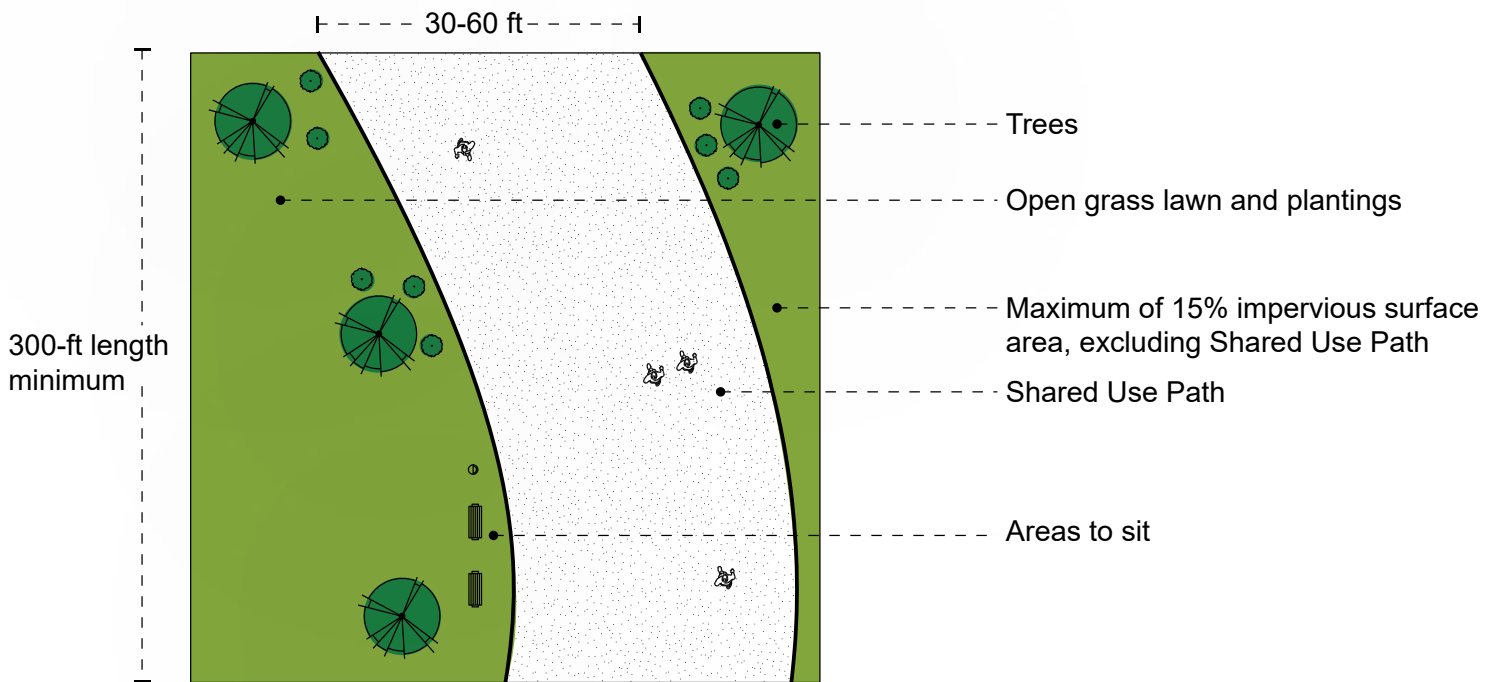 30-60 ft
Trees
Open grass lawn and plantings
Maximum of 15% impervious surface
area, excluding Shared Use Path
300-ft length
minimum
Shared Use Path
Areas to sit